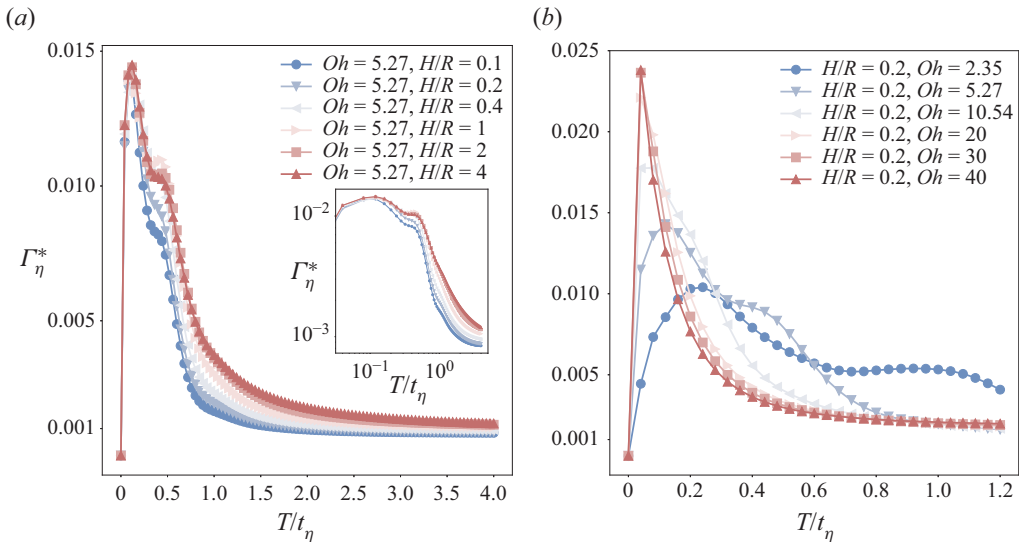 (a)
0.015
0.010
0.005
0.001
Γη*
Oh = 5.27, H/R = 0.1
Oh = 5.27, H/R = 0.2
Oh = 5.27, H/R = 0.4
Oh = 5.27, H/R = 1
Oh = 5.27, H/R = 2
Oh = 5.27, H/R = 4
10⁻²
Γη*
10⁻³
10⁻¹ 10⁰
T/tη
0 0.5 1.0 1.5 2.0 2.5 3.0 3.5 4.0
T/tη
(b)
0.025
0.020
0.015
0.010
0.005
0.001
H/R = 0.2, Oh = 2.35
H/R = 0.2, Oh = 5.27
H/R = 0.2, Oh = 10.54
H/R = 0.2, Oh = 20
H/R = 0.2, Oh = 30
H/R = 0.2, Oh = 40
0 0.2 0.4 0.6 0.8 1.0 1.2
T/tη